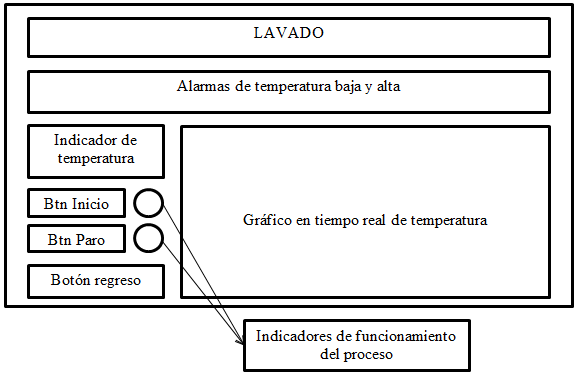 LAVADO
Alarmas de temperatura baja y alta
Indicador de
temperatura
Btn Inicio
Btn Paro
Botón regreso
Gráfico en tiempo real de temperatura
Indicadores de funcionamiento
del proceso